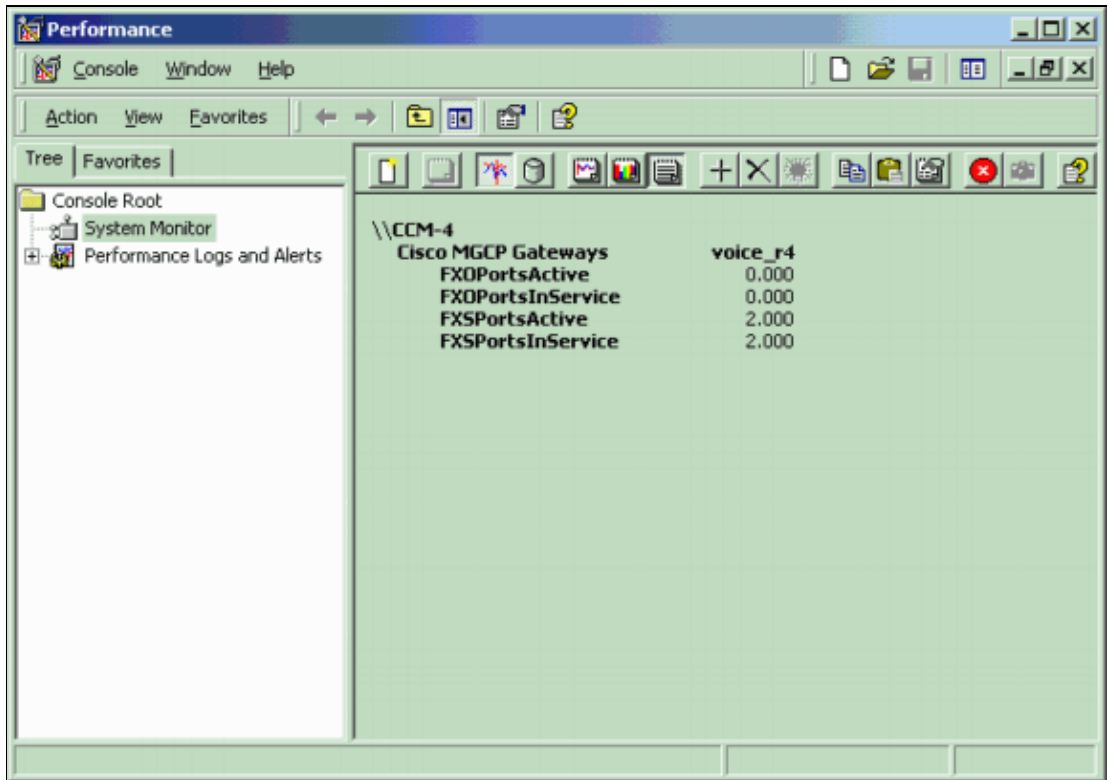 Performance
Console Window Help
Action View Favorites
Tree Favorites
Console Root
System Monitor
Performance Logs and Alerts
\\CCM-4
Cisco MGCP Gateways voice_r4
FXOPortsActive 0.000
FXOPortsInService 0.000
FXSPortsActive 2.000
FXSPortsInService 2.000